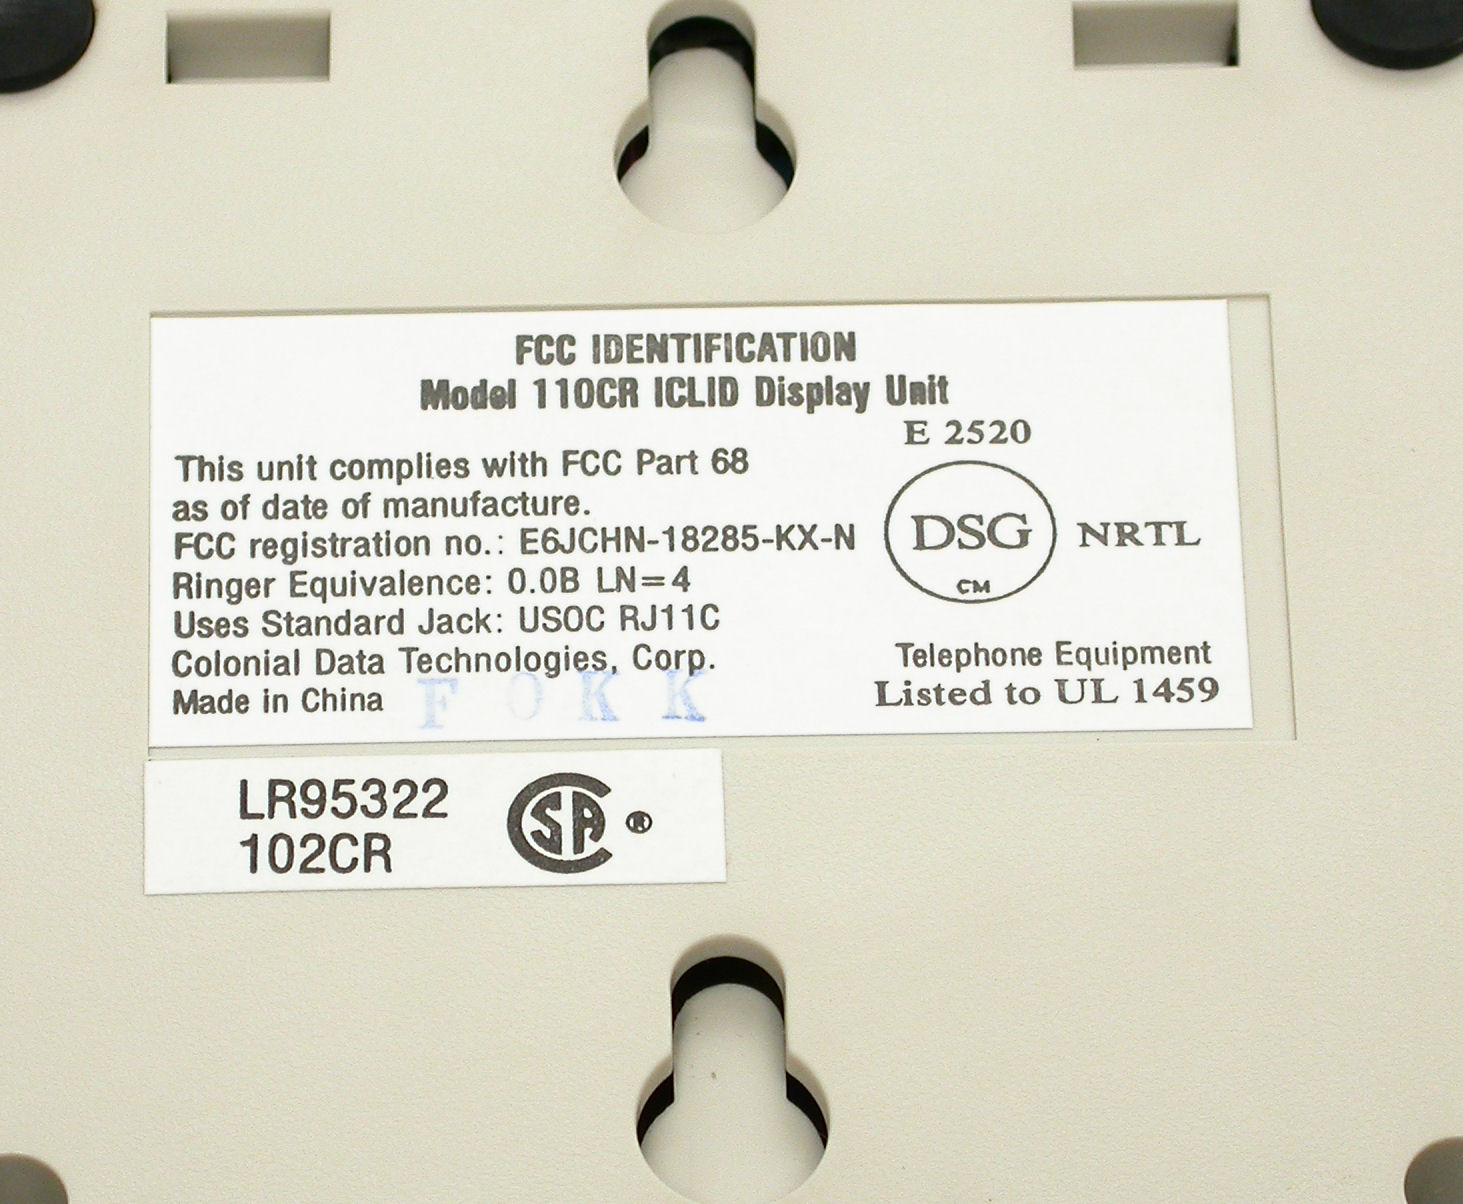 FCC IDENTIFICATION
Model 110CR ICLID Display Unit
This unit complies with FCC Part 68
as of date of manufacture.
FCC registration no.: E6JCHN-18285-KX-N
Ringer Equivalence: 0.0B LN=4
Uses Standard Jack: USOC RJ11C
Colonial Data Technologies, Corp.
Made in China
F O K K
E 2520
DSG NRTL
CM
Telephone Equipment
Listed to UL 1459
LR95322
102CR
CSA ®